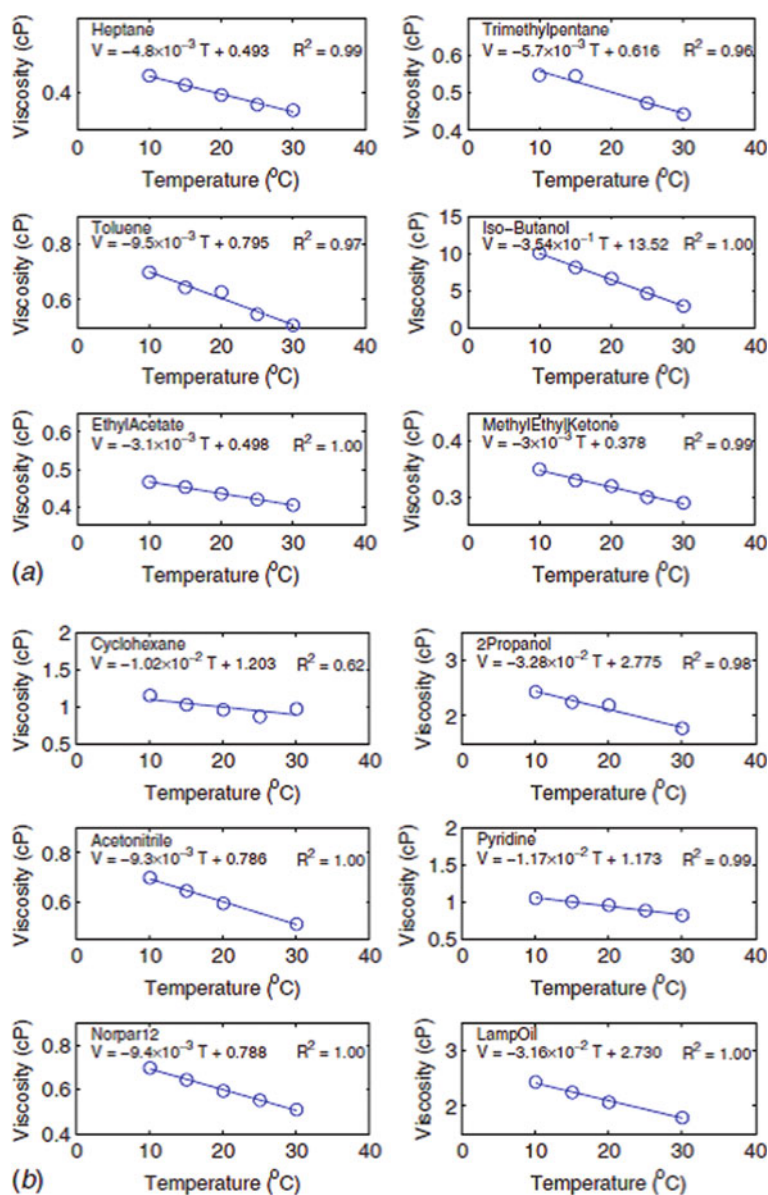 Heptane
V = −4.8×10⁻³ T + 0.493 R² = 0.99
Viscosity (cP)
0.4
0 10 20 30 40
Temperature (°C)
Trimethylpentane
V = −5.7×10⁻³ T + 0.616 R² = 0.96
Viscosity (cP)
0.6
0.5
0.4
0 10 20 30 40
Temperature (°C)
Toluene
V = −9.5×10⁻³ T + 0.795 R² = 0.97
Viscosity (cP)
0.8
0.6
0 10 20 30 40
Temperature (°C)
Iso−Butanol
V = −3.54×10⁻¹ T + 13.52 R² = 1.00
Viscosity (cP)
15
10
5
0
0 10 20 30 40
Temperature (°C)
EthylAcetate
V = −3.1×10⁻³ T + 0.498 R² = 1.00
Viscosity (cP)
0.6
0.5
0.4
0 10 20 30 40
Temperature (°C)
MethylEthylKetone
V = −3×10⁻³ T + 0.378 R² = 0.99
Viscosity (cP)
0.4
0.3
0 10 20 30 40
Temperature (°C)
(a)
Cyclohexane
V = −1.02×10⁻² T + 1.203 R² = 0.62
Viscosity (cP)
2
1.5
1
0.5
0 10 20 30 40
Temperature (°C)
2Propanol
V = −3.28×10⁻² T + 2.775 R² = 0.98
Viscosity (cP)
3
2
0 10 20 30 40
Temperature (°C)
Acetonitrile
V = −9.3×10⁻³ T + 0.786 R² = 1.00
Viscosity (cP)
0.8
0.6
0 10 20 30 40
Temperature (°C)
Pyridine
V = −1.17×10⁻² T + 1.173 R² = 0.99
Viscosity (cP)
2
1.5
1
0.5
0 10 20 30 40
Temperature (°C)
Norpar12
V = −9.4×10⁻³ T + 0.788 R² = 1.00
Viscosity (cP)
0.8
0.6
0.4
0 10 20 30 40
Temperature (°C)
LampOil
V = −3.16×10⁻² T + 2.730 R² = 1.00
Viscosity (cP)
3
2
0 10 20 30 40
Temperature (°C)
(b)